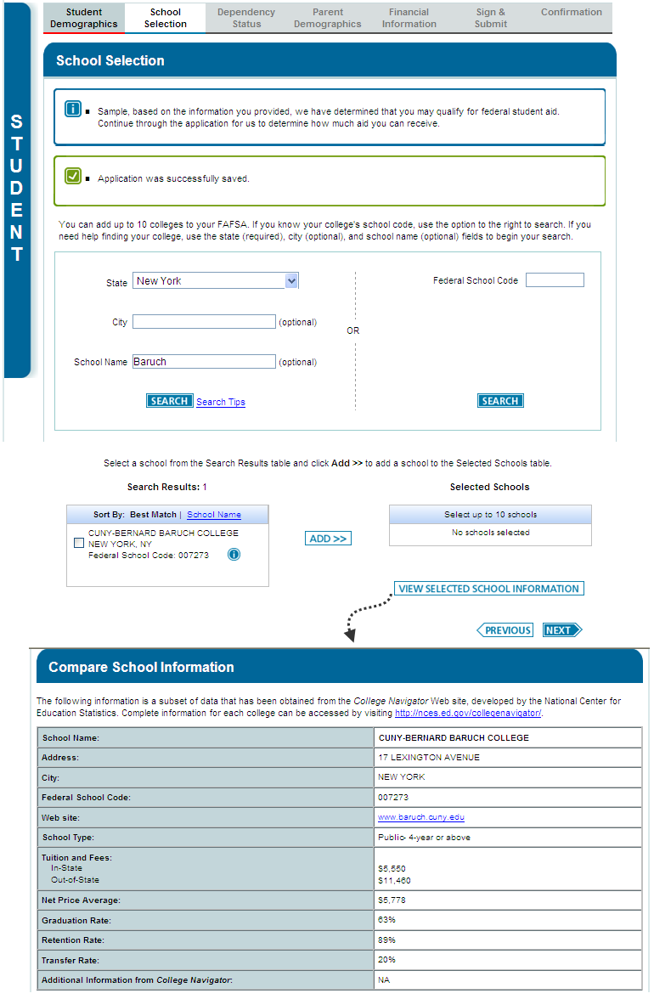 Student Demographics
School Selection
Dependency Status
Parent Demographics
Financial Information
Sign & Submit
Confirmation
STUDENT
School Selection
Sample, based on the information you provided, we have determined that you may qualify for federal student aid.
Continue through the application for us to determine how much aid you can receive.
Application was successfully saved.
You can add up to 10 colleges to your FAFSA. If you know your college's school code, use the option to the right to search. If you
need help finding your college, use the state (required), city (optional), and school name (optional) fields to begin your search.
State New York
Federal School Code
City (optional)
OR
School Name Baruch (optional)
SEARCH Search Tips
SEARCH
Select a school from the Search Results table and click Add >> to add a school to the Selected Schools table.
Search Results: 1
Selected Schools
Sort By: Best Match | School Name
Select up to 10 schools
CUNY-BERNARD BARUCH COLLEGE
NEW YORK, NY
Federal School Code: 007273
No schools selected
ADD >>
VIEW SELECTED SCHOOL INFORMATION
PREVIOUS NEXT
Compare School Information
The following information is a subset of data that has been obtained from the College Navigator Web site, developed by the National Center for
Education Statistics. Complete information for each college can be accessed by visiting http://nces.ed.gov/collegenavigator/.
School Name: CUNY-BERNARD BARUCH COLLEGE
Address: 17 LEXINGTON AVENUE
City: NEW YORK
Federal School Code: 007273
Web site: www.baruch.cuny.edu
School Type: Public- 4-year or above
Tuition and Fees:
In-State $5,550
Out-of-State $11,460
Net Price Average: $5,778
Graduation Rate: 63%
Retention Rate: 89%
Transfer Rate: 20%
Additional Information from College Navigator: NA